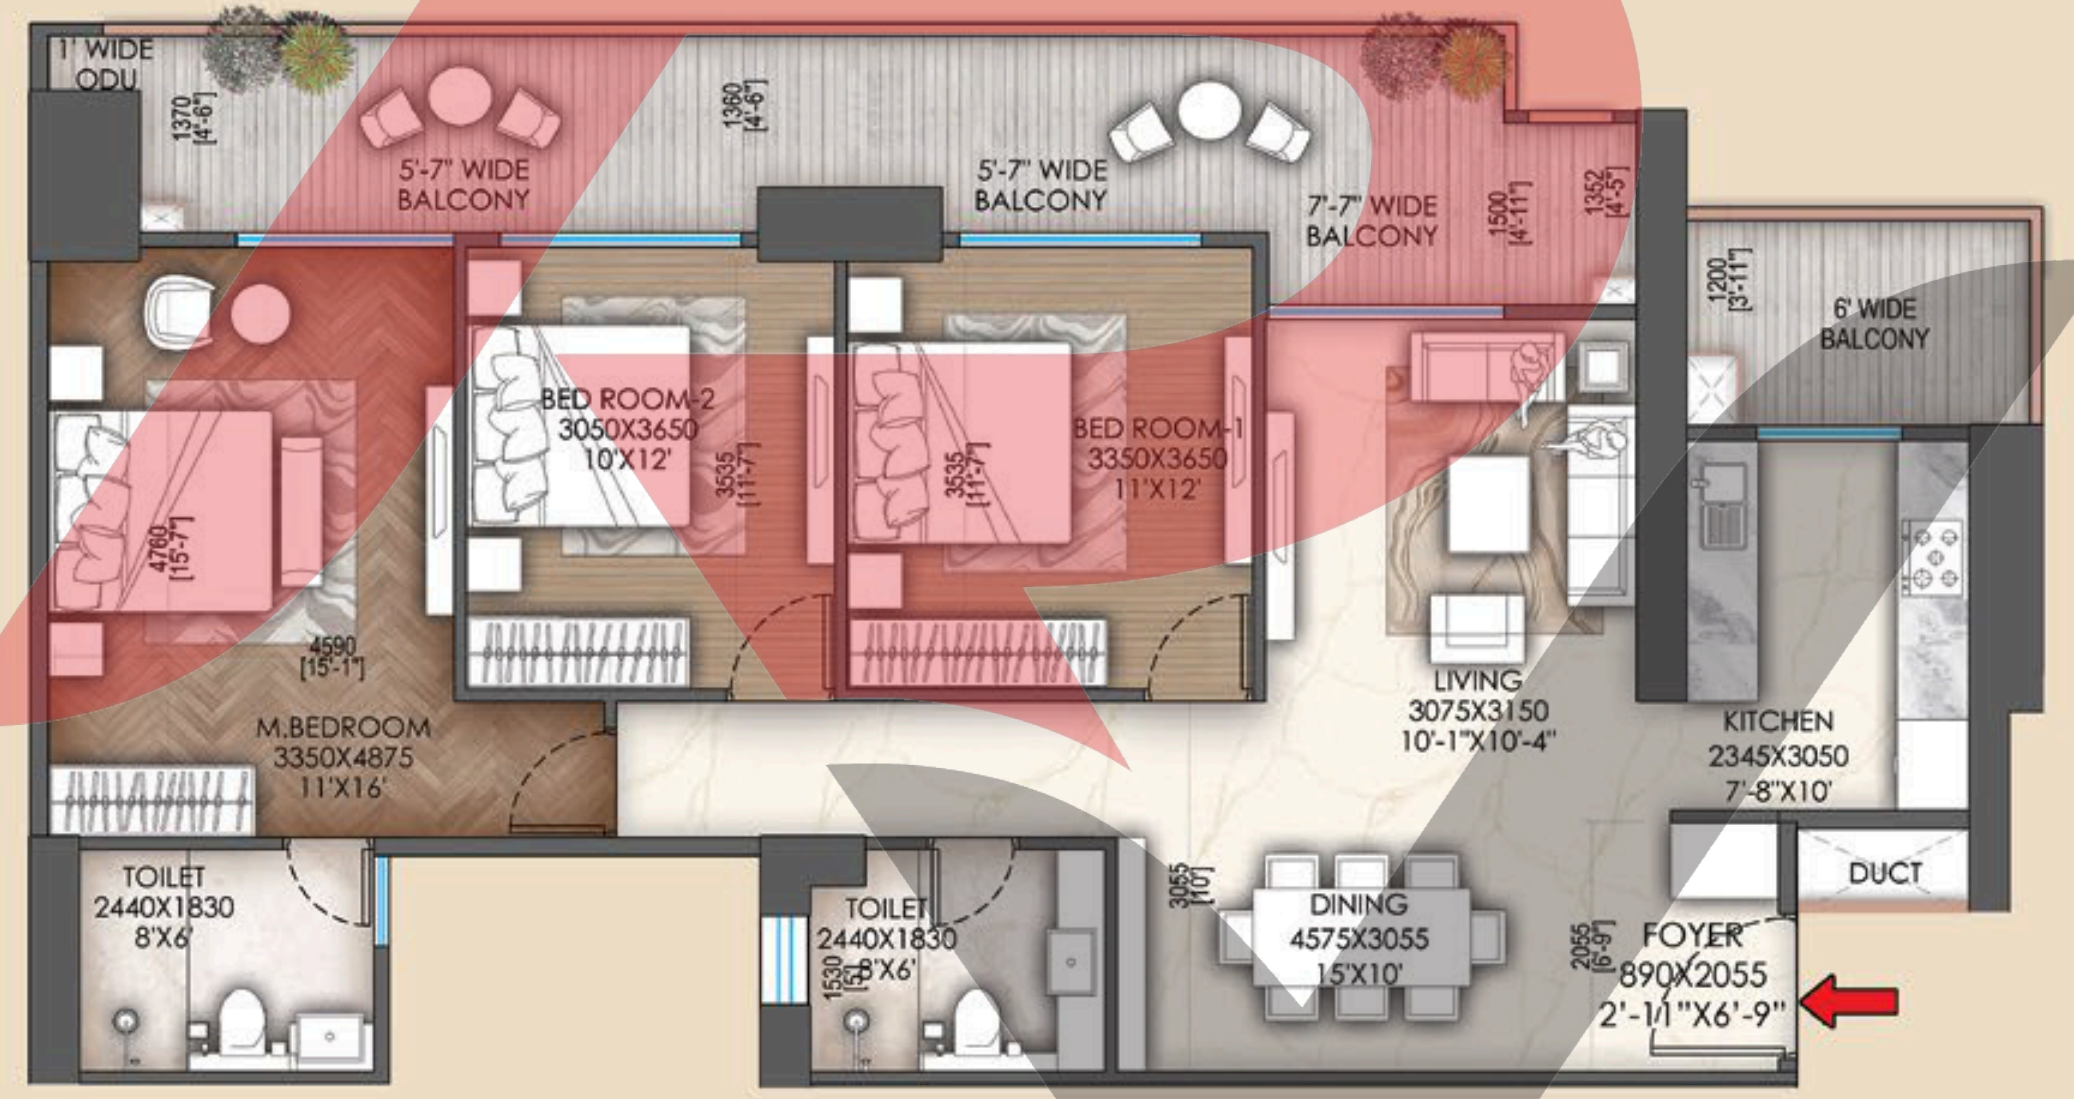 1' WIDE
ODU
1370
[4'-6"]
5'-7" WIDE
BALCONY
1360
[4'-6"]
5'-7" WIDE
BALCONY
7'-7" WIDE
BALCONY
1500
[4'-11"]
1352
[4'-5"]
1200
[3'-11"]
6' WIDE
BALCONY
BED ROOM-2
3050X3650
10'X12'
3535
[11'-7"]
3535
[11'-7"]
BED ROOM-1
3350X3650
11'X12'
4760
[15'-7"]
4590
[15'-1"]
M.BEDROOM
3350X4875
11'X16'
LIVING
3075X3150
10'-1"X10'-4"
KITCHEN
2345X3050
7'-8"X10'
DUCT
TOILET
2440X1830
8'X6'
TOILET
2440X1830
8'X6'
1530
[5']
3055
[10']
DINING
4575X3055
15'X10'
2055
[6'-9"]
FOYER
890X2055
2'-11"X6'-9"